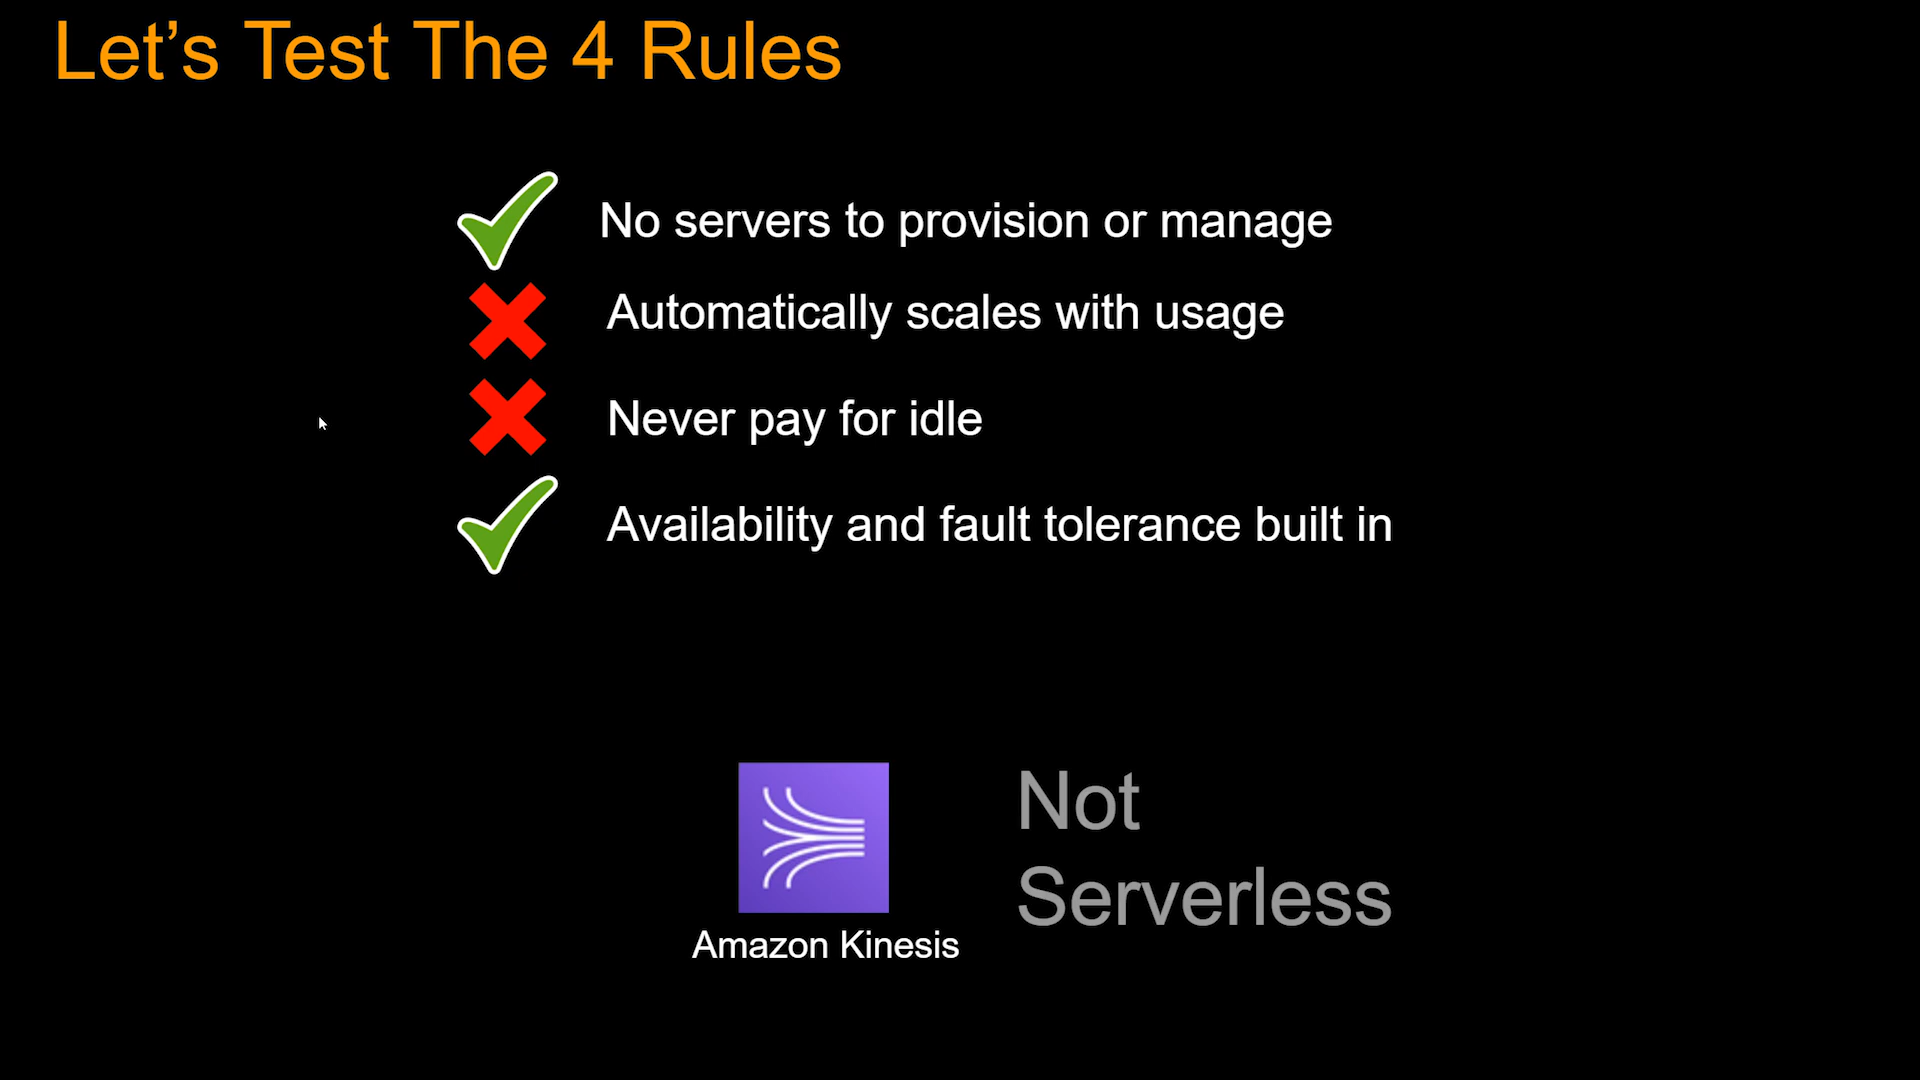 Let’s Test The 4 Rules
No servers to provision or manage
Automatically scales with usage
Never pay for idle
Availability and fault tolerance built in
Not
Serverless
Amazon Kinesis